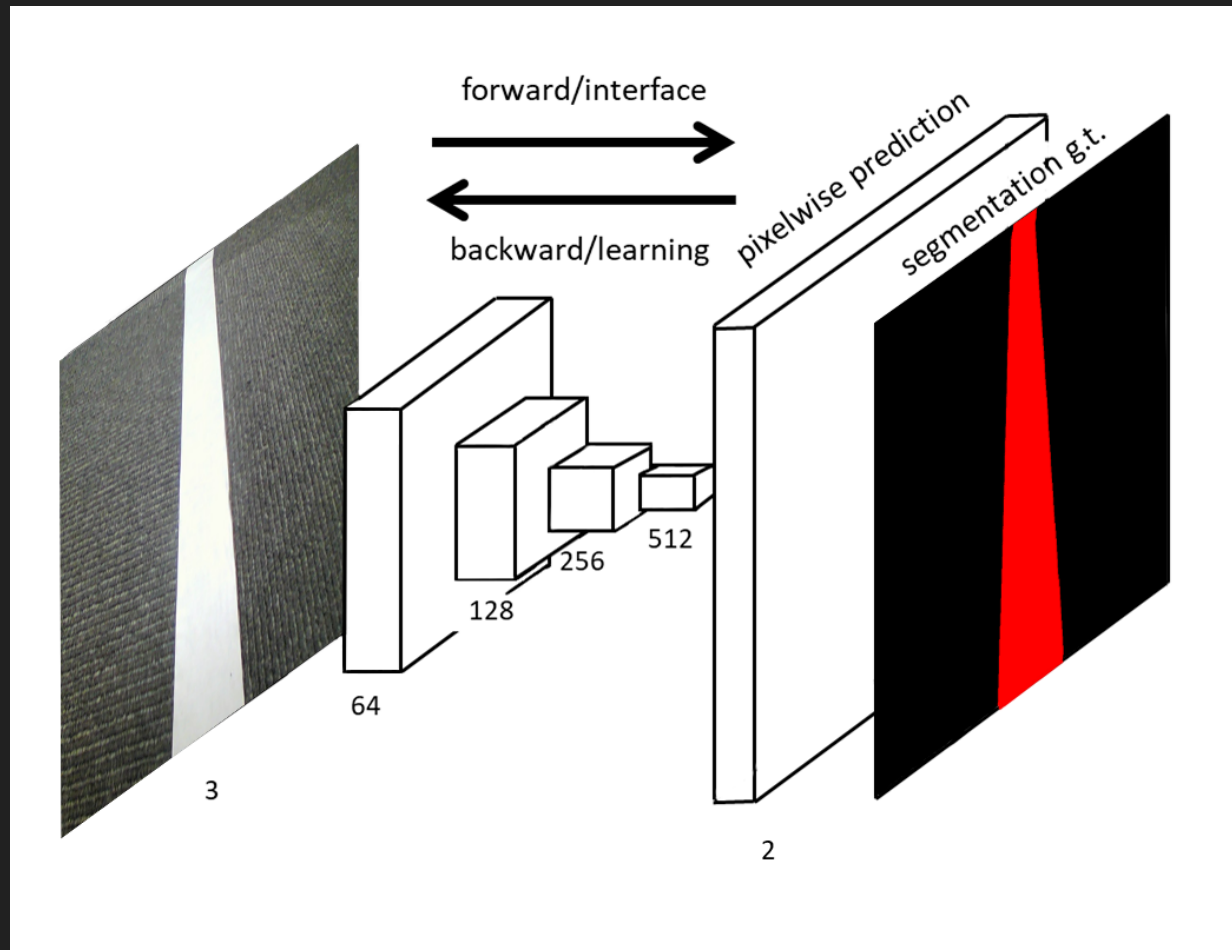 forward/interface
backward/learning
pixelwise prediction
segmentation g.t.
64
128
256
512
3
2